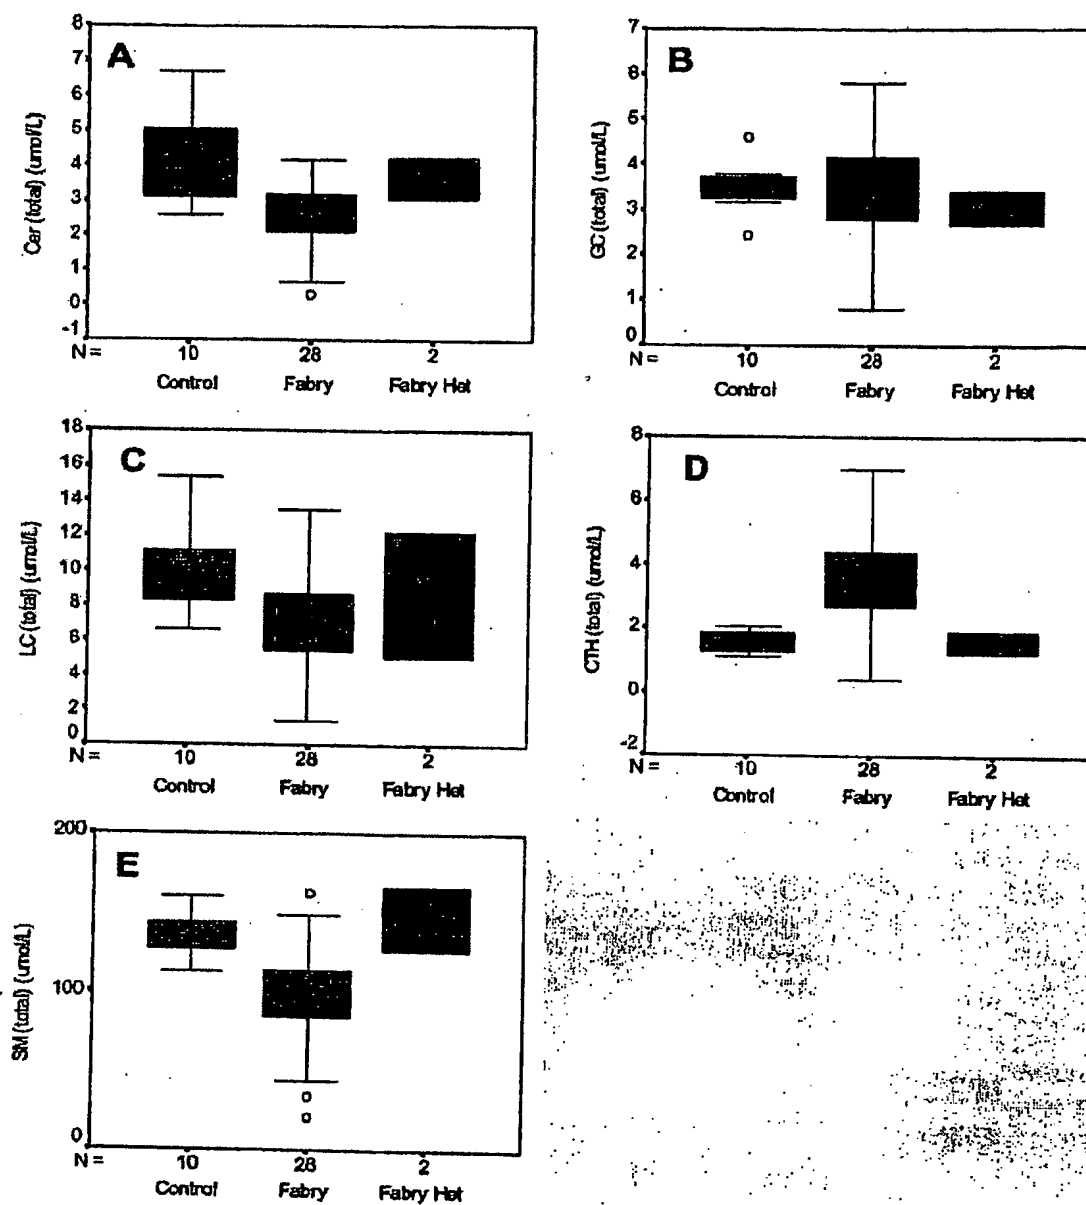 A
Cer (total) (umol/L)
8
7
6
5
4
3
2
1
0
-1
N = 10 28 2
Control Fabry Fabry Het
B
GC (total) (umol/L)
7
6
5
4
3
2
1
0
N = 10 28 2
Control Fabry Fabry Het
C
LC (total) (umol/L)
18
16
14
12
10
8
6
4
2
0
N = 10 28 2
Control Fabry Fabry Het
D
CTH (total) (umol/L)
8
6
4
2
0
-2
N = 10 28 2
Control Fabry Fabry Het
E
SM (total) (umol/L)
200
100
0
N = 10 28 2
Control Fabry Fabry Het